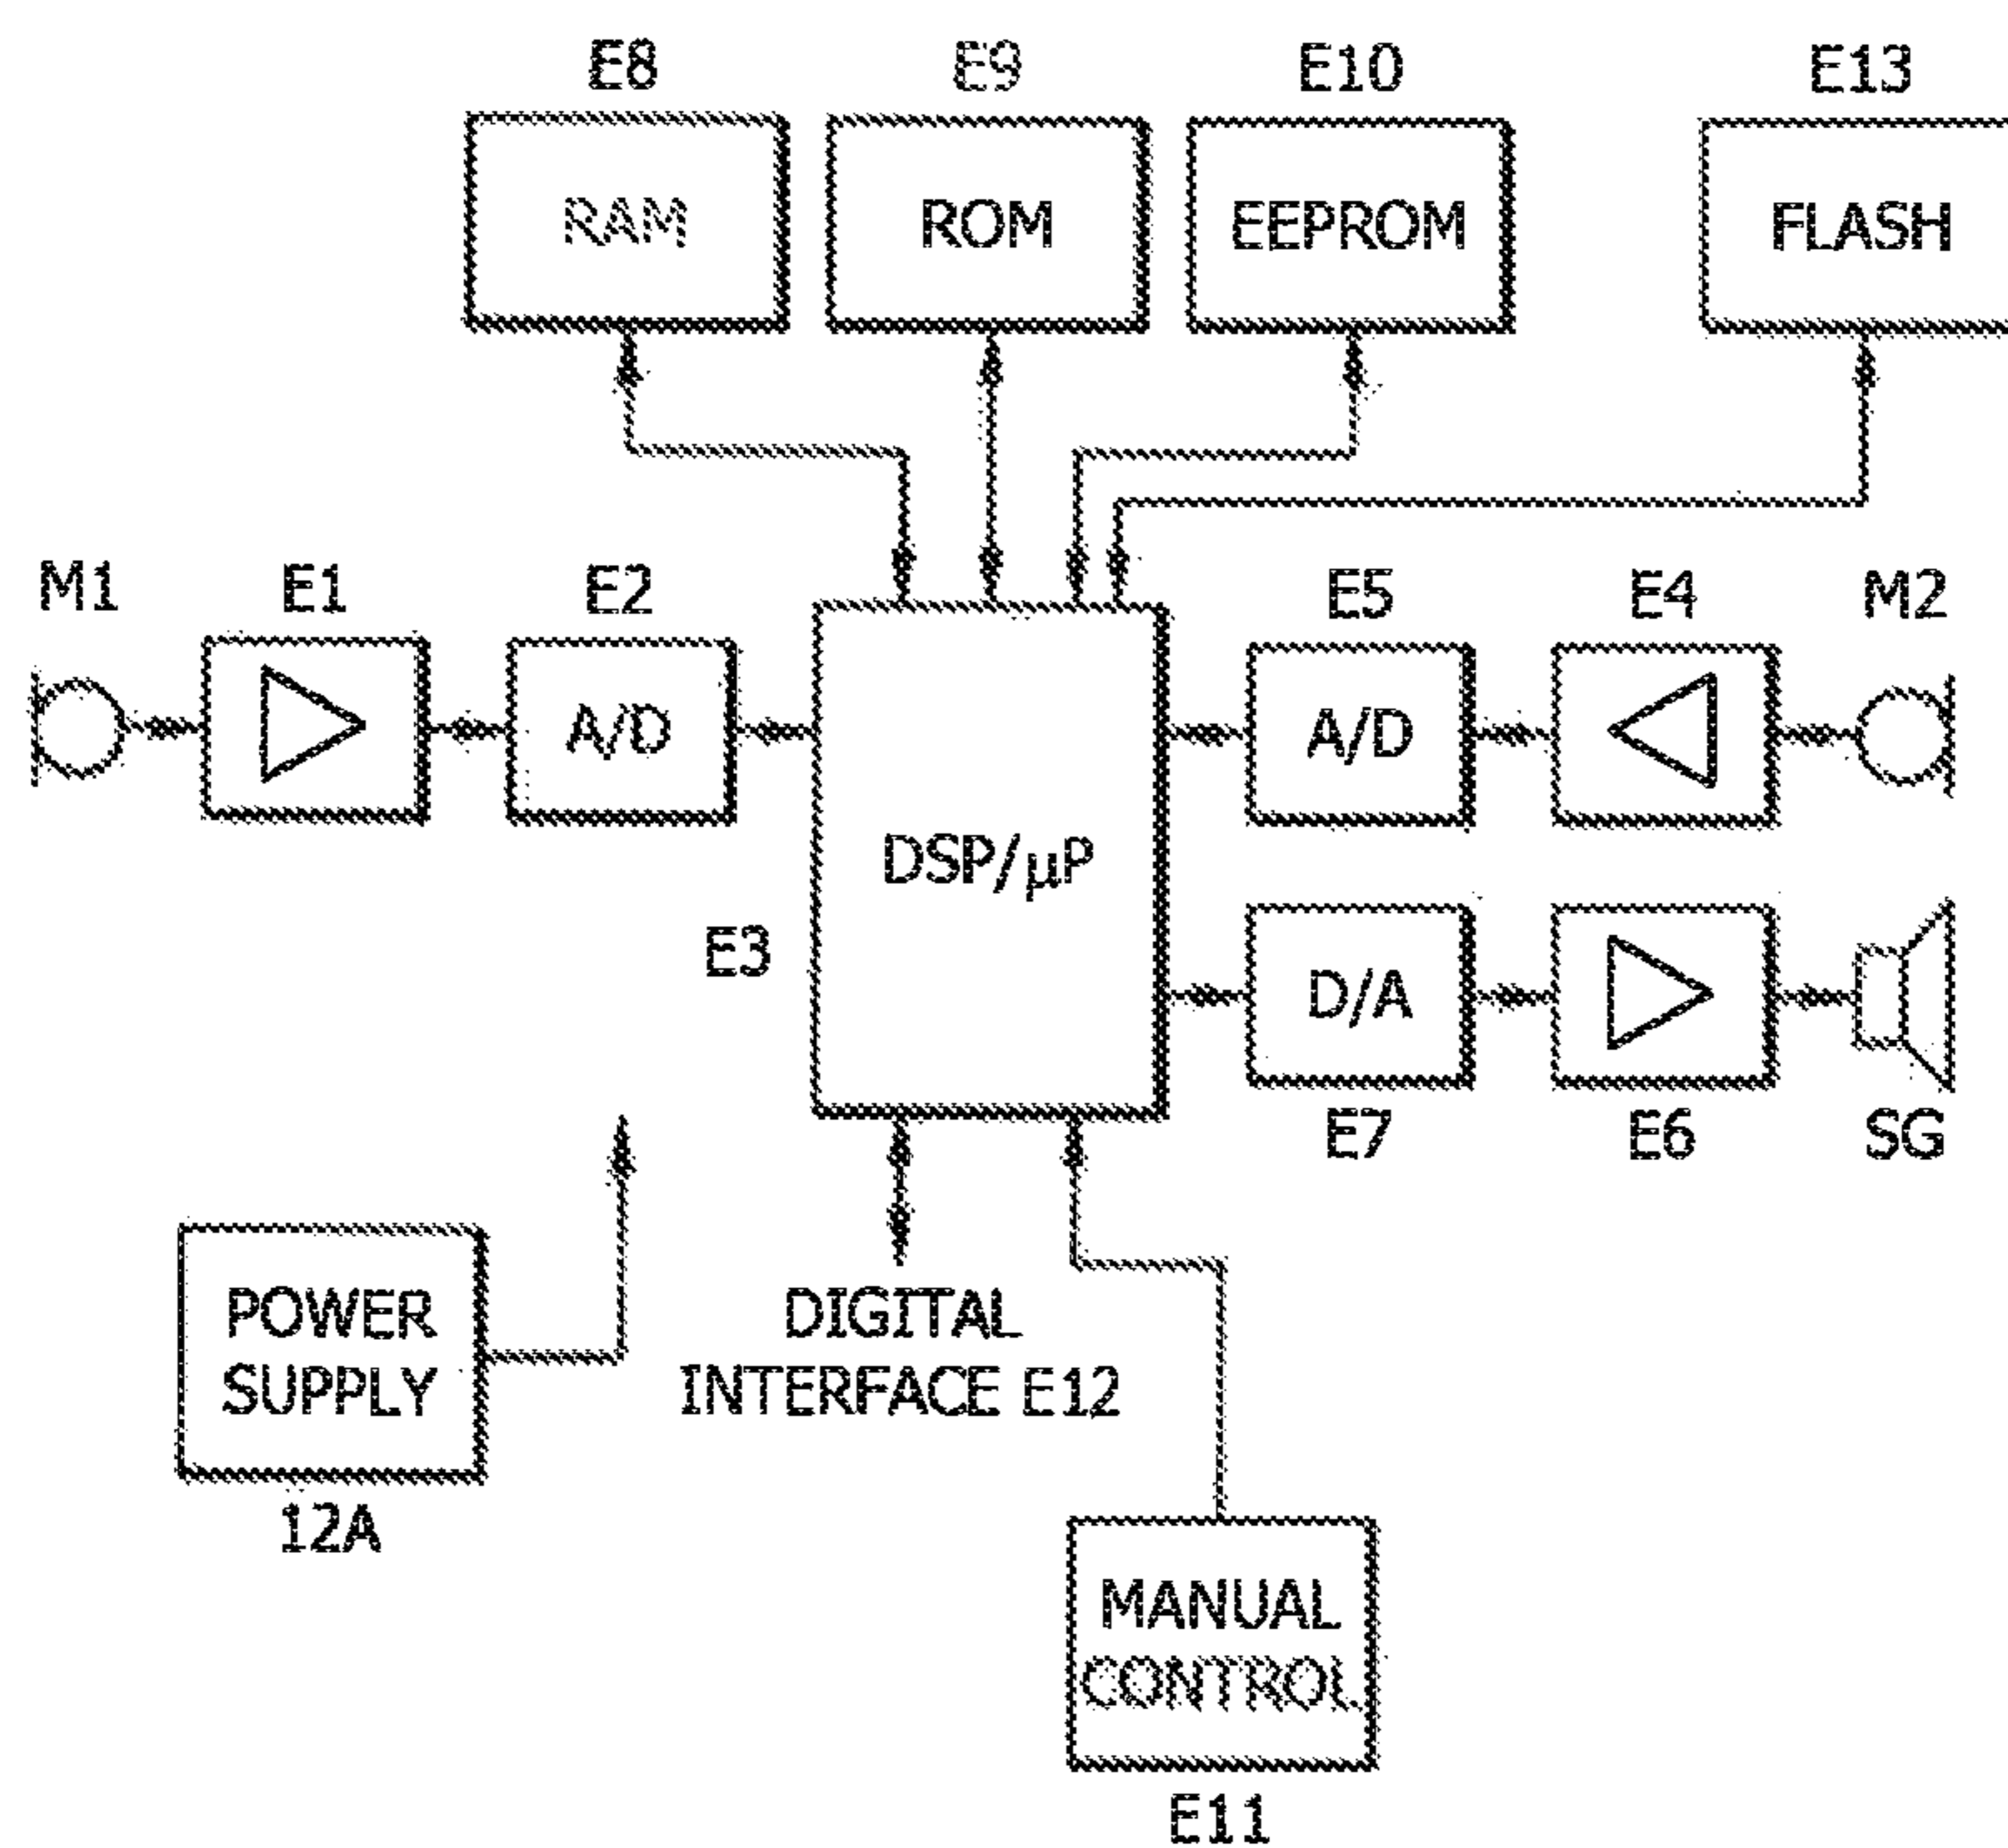 E8 E9 E10 E13
RAM ROM EEPROM FLASH
M1 E1 E2 E5 E4 M2
A/D A/D
DSP/µP
E3
D/A
E7 E6 SG
POWER
SUPPLY
12A
DIGITAL
INTERFACE E12
MANUAL
CONTROL
E11